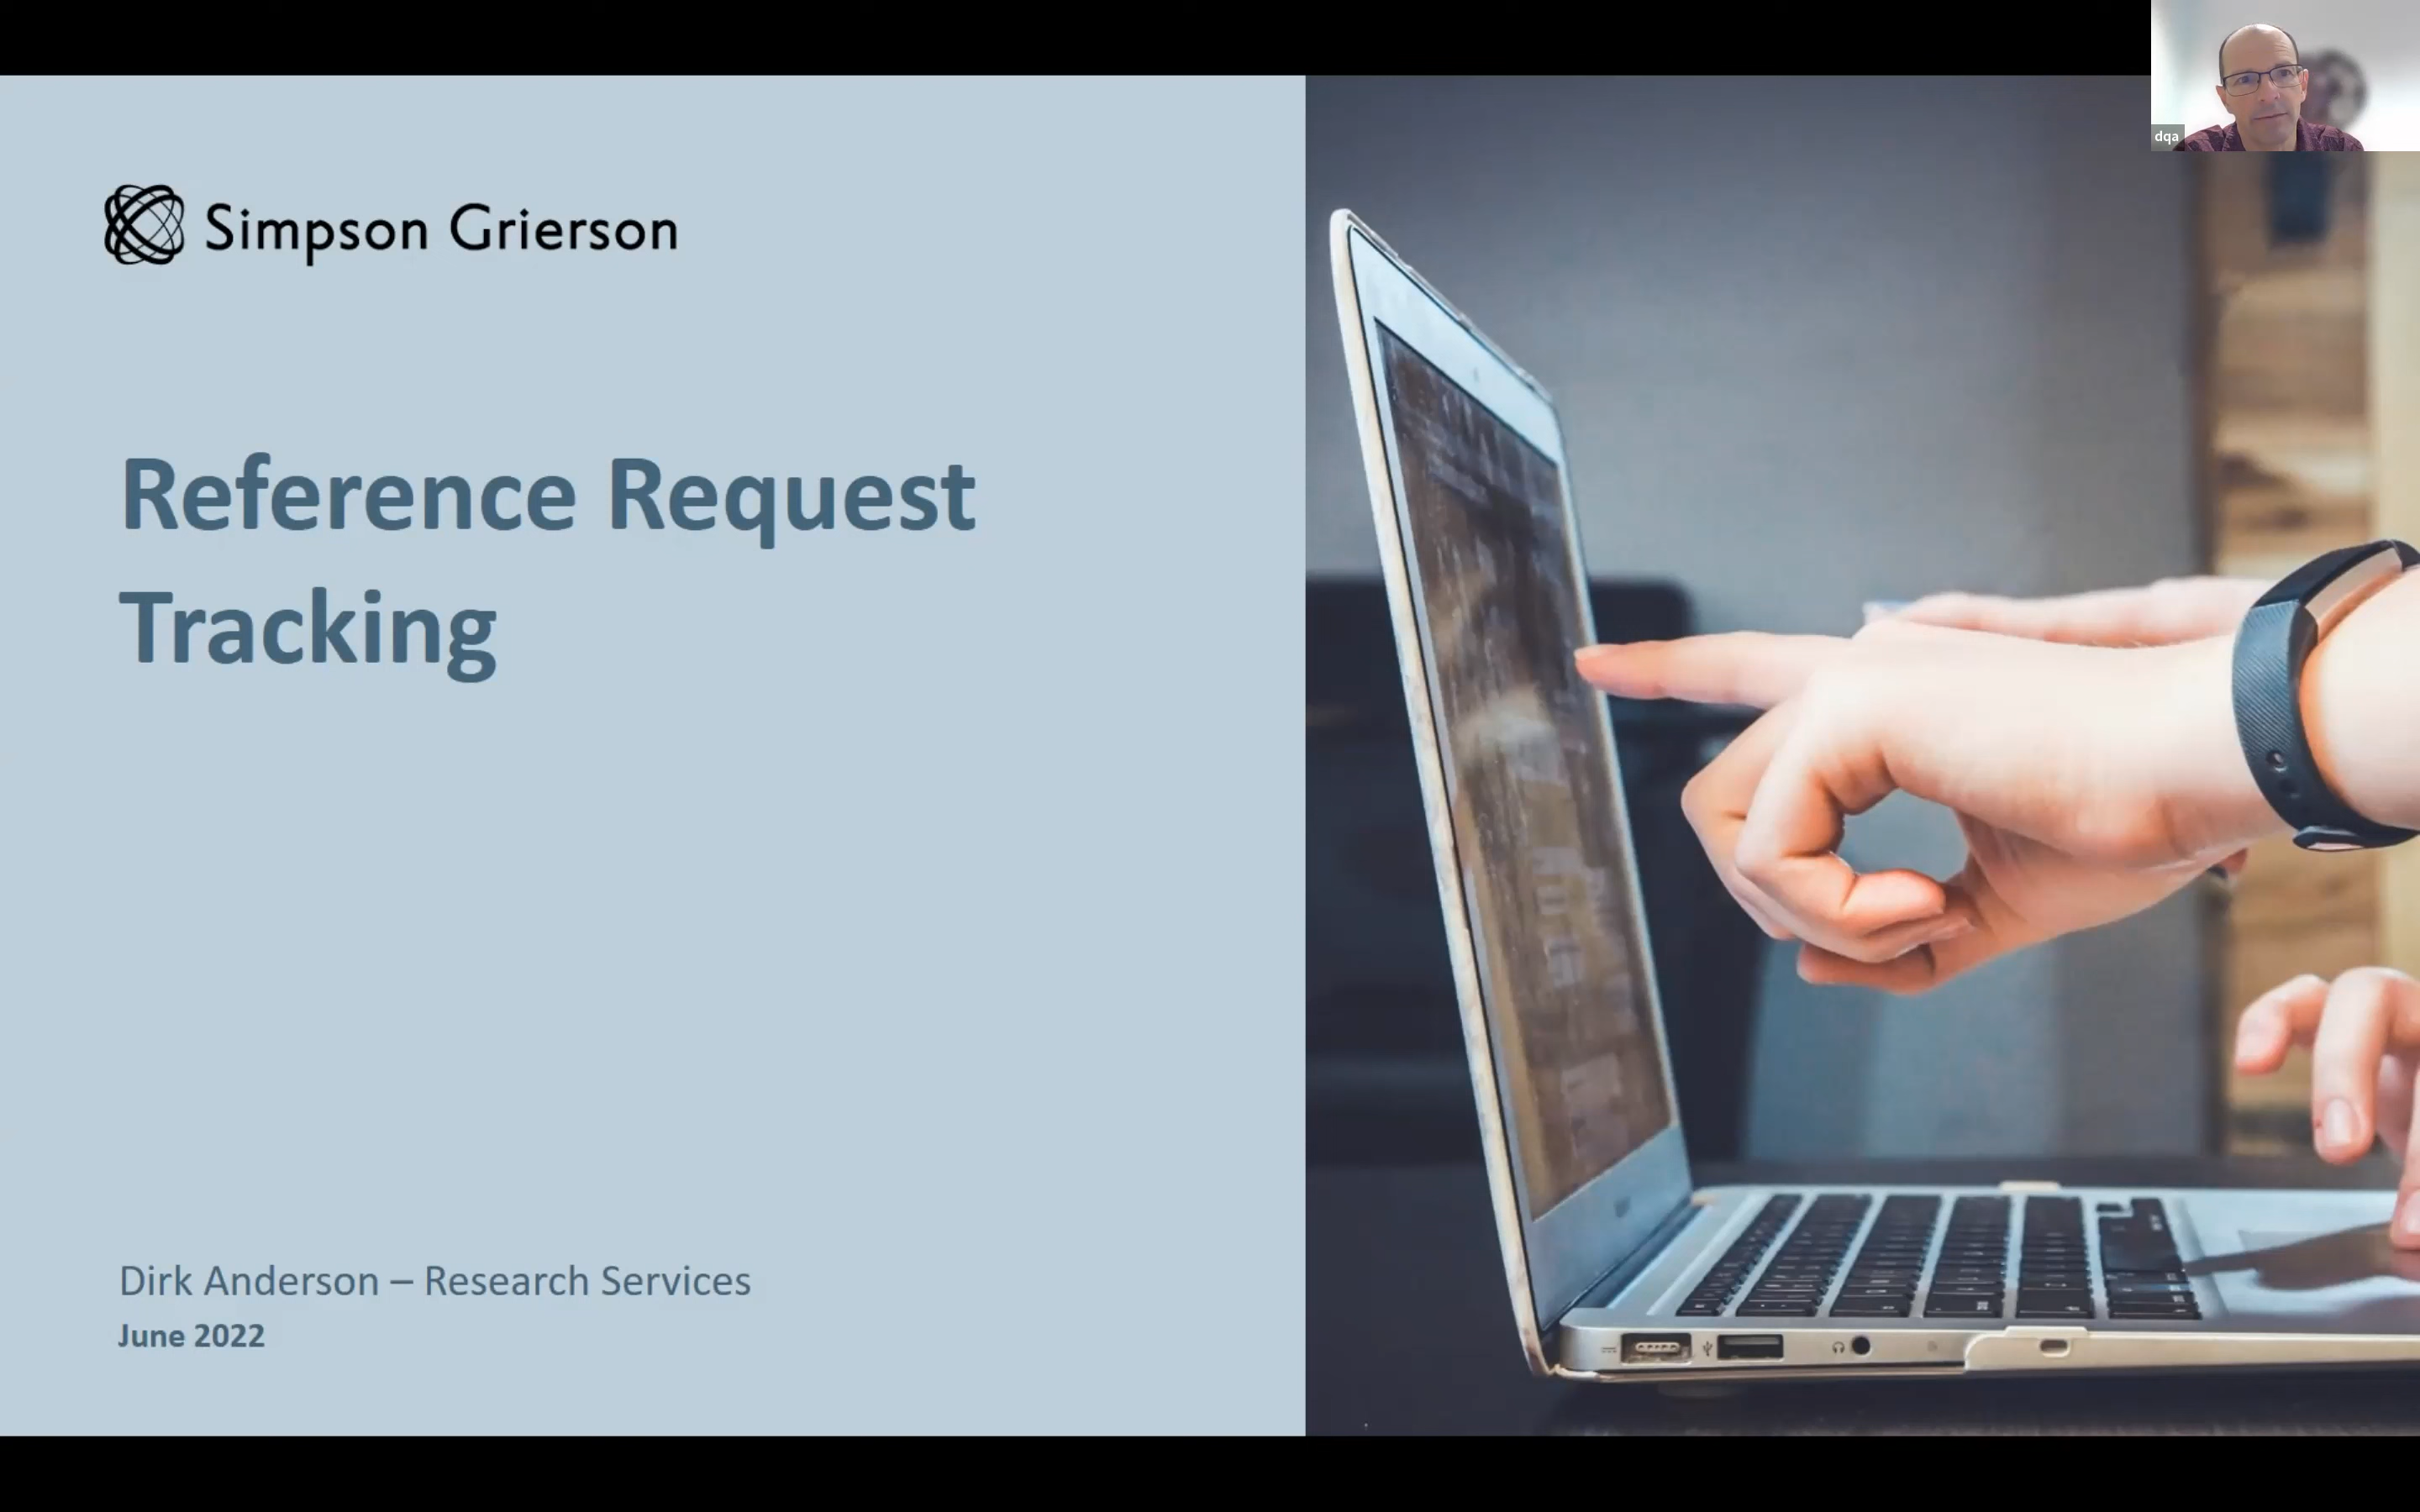 dqa
Simpson Grierson
Reference Request
Tracking
Dirk Anderson – Research Services
June 2022